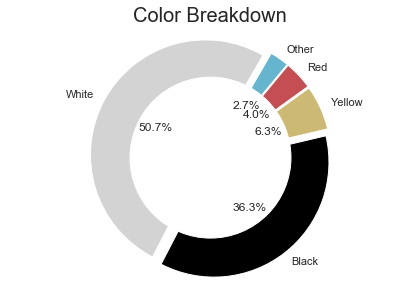 Color Breakdown
Other
Red
White
Yellow
2.7%
4.0%
50.7%
6.3%
36.3%
Black